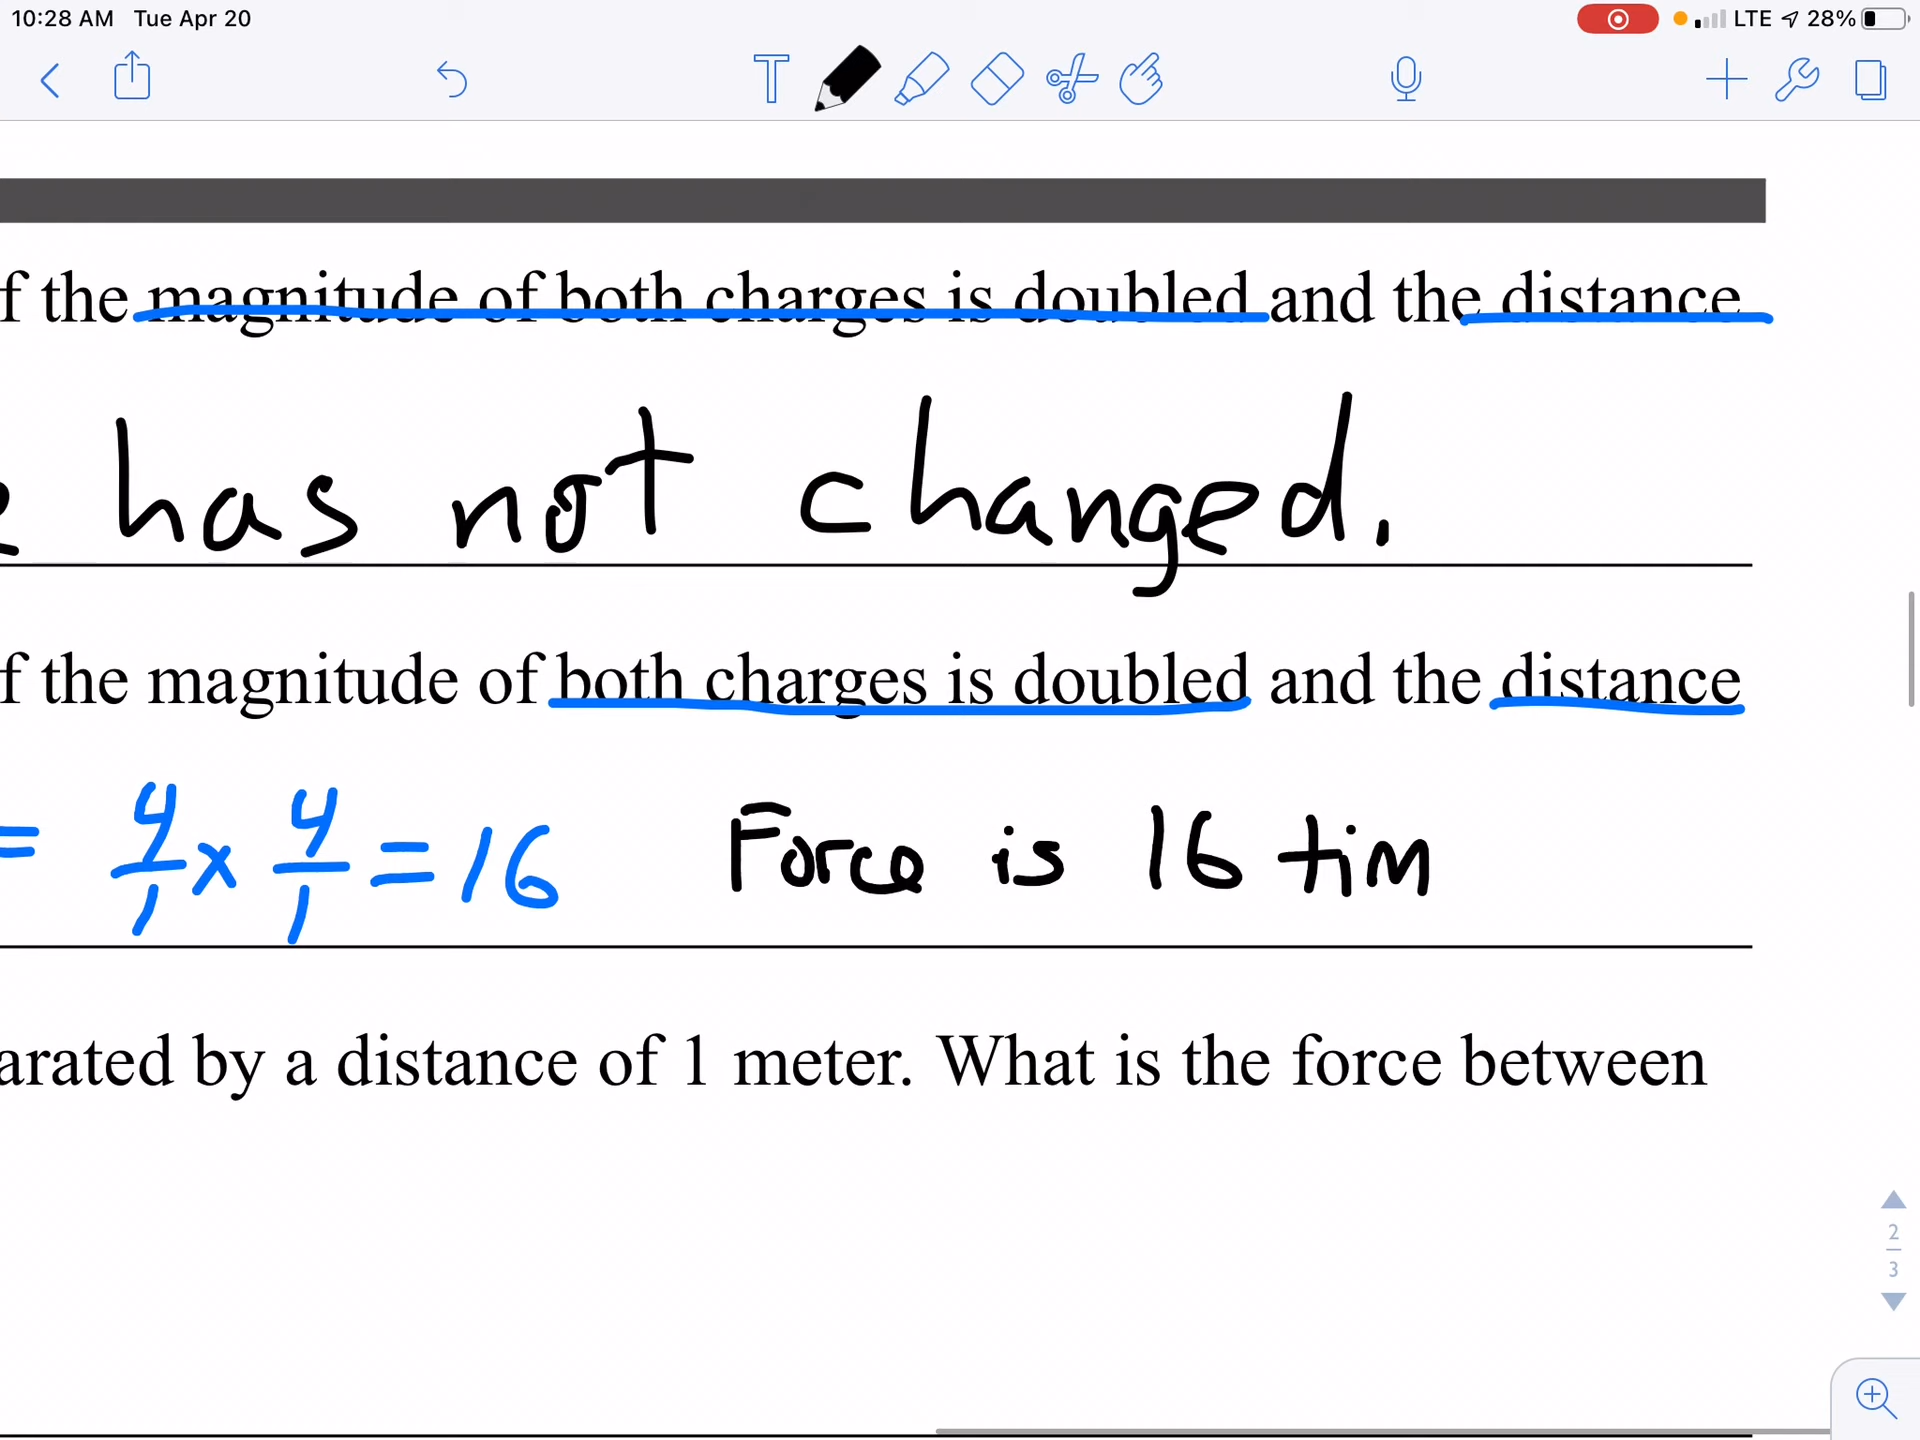 10:28 AM Tue Apr 20 LTE 28%
T
f the magnitude of both charges is doubled and the distance
has not changed.
f the magnitude of both charges is doubled and the distance
= 4/1 x 4/1 = 16 Force is 16 tim
arated by a distance of 1 meter. What is the force between
2
3